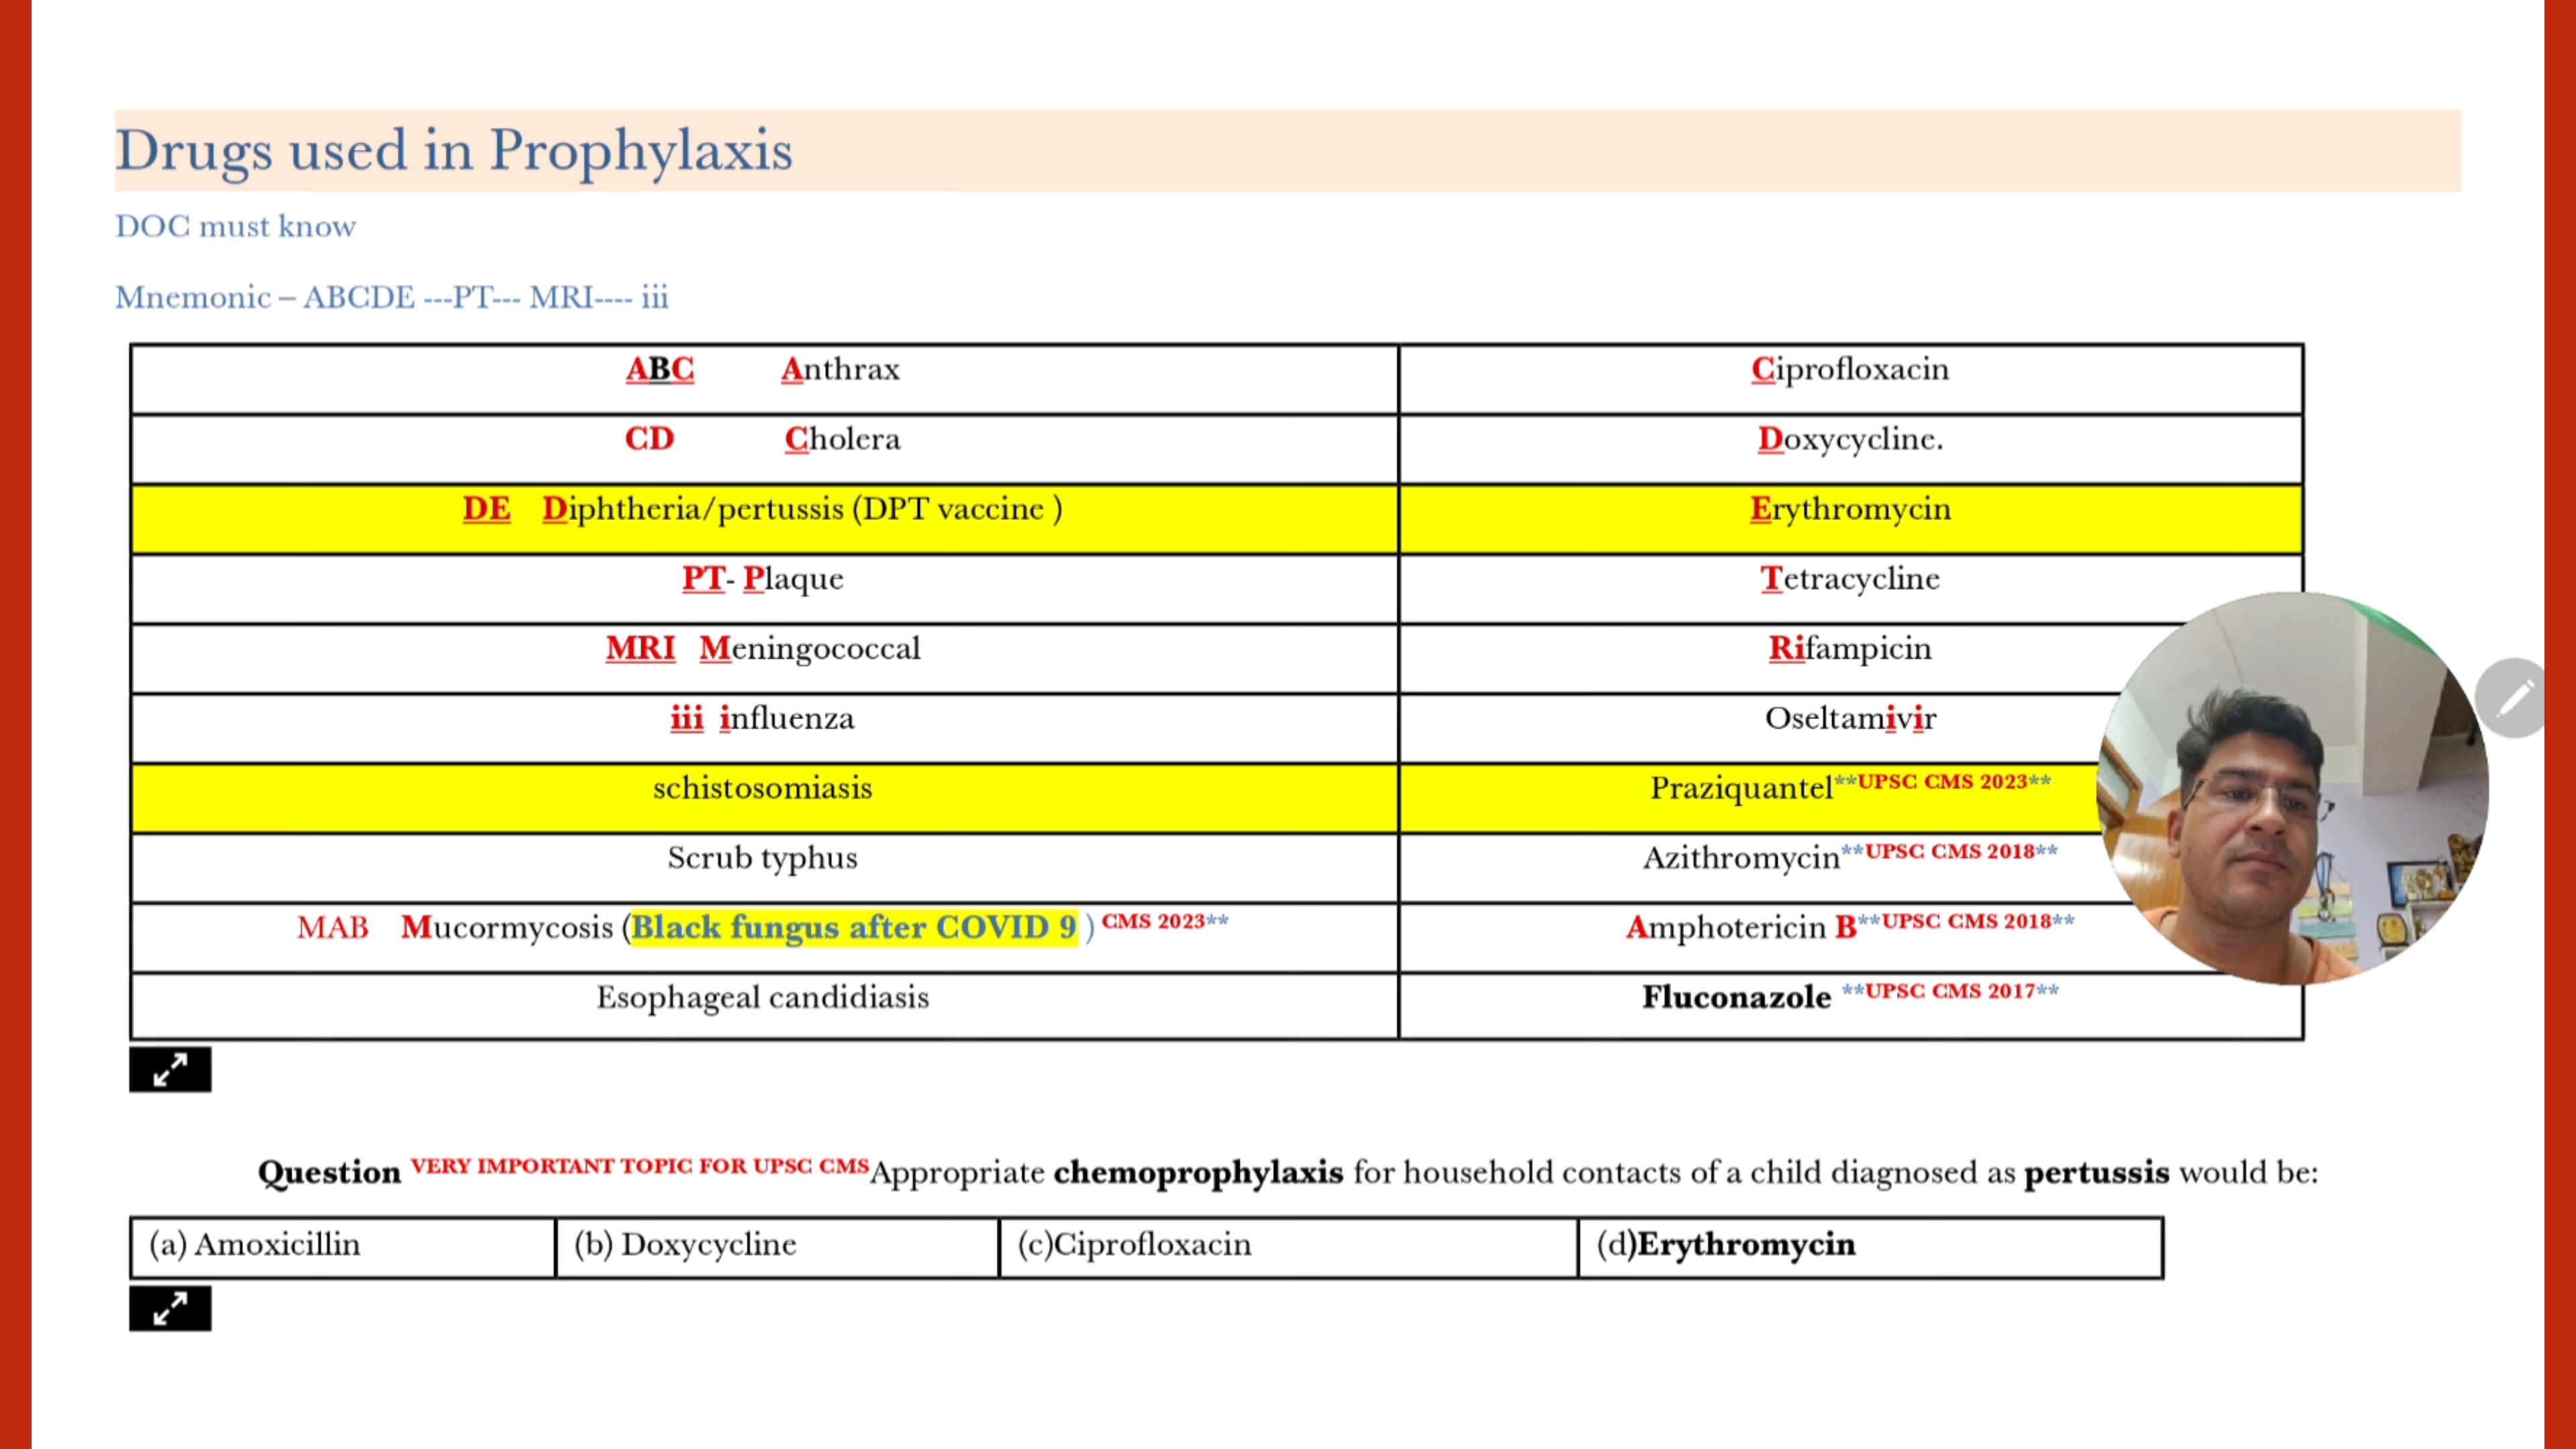 Drugs used in Prophylaxis
DOC must know
Mnemonic – ABCDE ---PT--- MRI---- iii
ABC Anthrax Ciprofloxacin
CD Cholera Doxycycline.
DE Diphtheria/pertussis (DPT vaccine ) Erythromycin
PT- Plaque Tetracycline
MRI Meningococcal Rifampicin
iii influenza Oseltamivir
schistosomiasis Praziquantel**UPSC CMS 2023**
Scrub typhus Azithromycin**UPSC CMS 2018**
MAB Mucormycosis (Black fungus after COVID 9 ) CMS 2023** Amphotericin B**UPSC CMS 2018**
Esophageal candidiasis Fluconazole **UPSC CMS 2017**
Question VERY IMPORTANT TOPIC FOR UPSC CMSAppropriate chemoprophylaxis for household contacts of a child diagnosed as pertussis would be:
(a) Amoxicillin (b) Doxycycline (c)Ciprofloxacin (d)Erythromycin